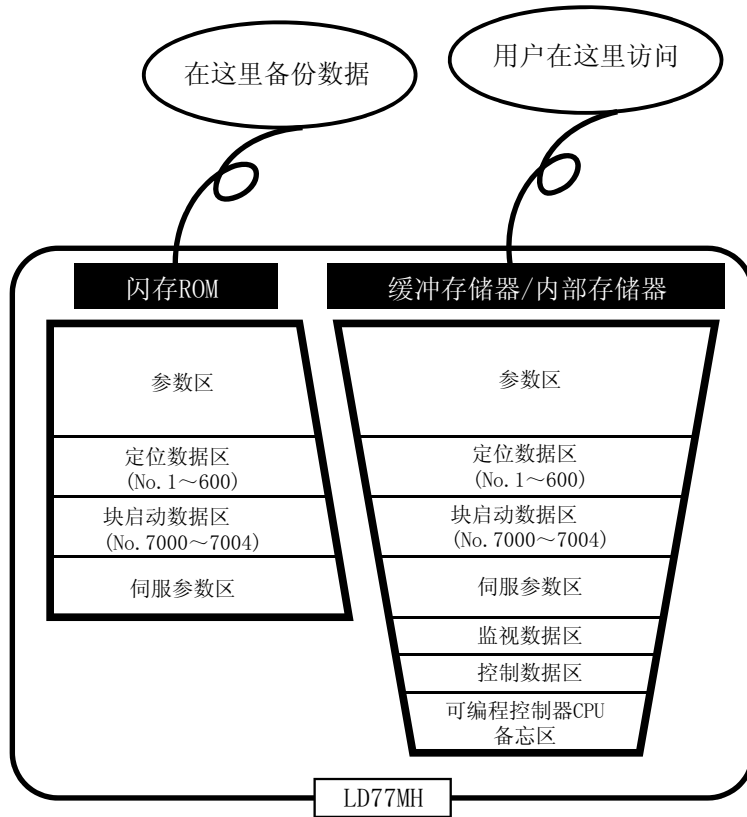 在这里备份数据
用户在这里访问
闪存ROM
参数区
定位数据区
(No.1～600)
块启动数据区
(No.7000～7004)
伺服参数区
缓冲存储器/内部存储器
参数区
定位数据区
(No.1～600)
块启动数据区
(No.7000～7004)
伺服参数区
监视数据区
控制数据区
可编程控制器CPU
备忘区
LD77MH